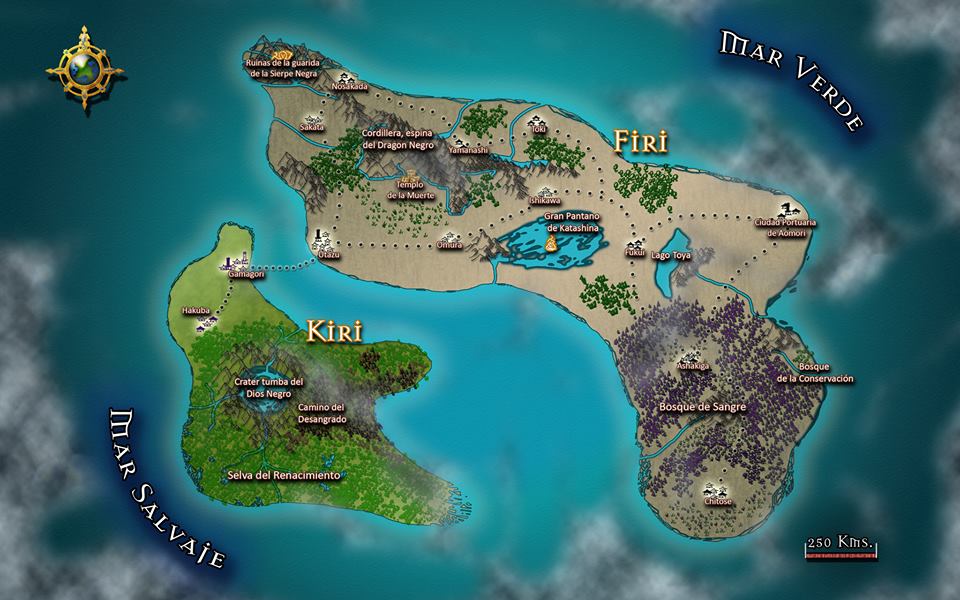 Mar Verde
Ruinas de la guarida
de la Sierpe Negra
Nosakada
Sakata
Cordillera, espina
del Dragon Negro
Toki
Yamanashi
Firi
Templo
de la Muerte
Ishikawa
Gran Pantano
de Katashina
Ciudad Portuaria
de Aomori
Otazu
Omura
Fukui
Lago Toya
Gamagori
Hakuba
Kiri
Crater tumba del
Dios Negro
Camino del
Desangrado
Ashakiga
Bosque
de la Conservación
Bosque de Sangre
Mar Salvaje
Selva del Renacimiento
Chitose
250 Kms.